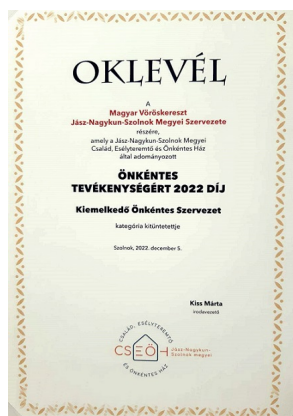 OKLEVÉL
A
Magyar Vöröskereszt
Jász-Nagykun-Szolnok Megyei Szervezete
részére,
amely a Jász-Nagykun-Szolnok Megyei
Család, Esélyteremtő és Önkéntes Ház
által adományozott
ÖNKÉNTES
TEVÉKENYSÉGÉRT 2022 DÍJ
Kiemelkedő Önkéntes Szervezet
kategória kitüntetettje
Szolnok, 2022. december 5.
Kiss Márta
irodavezető
CSALÁD, ESÉLYTEREMTŐ
CSEÖH
Jász-Nagykun-
Szolnok megyei
ÉS ÖNKÉNTES HÁZ